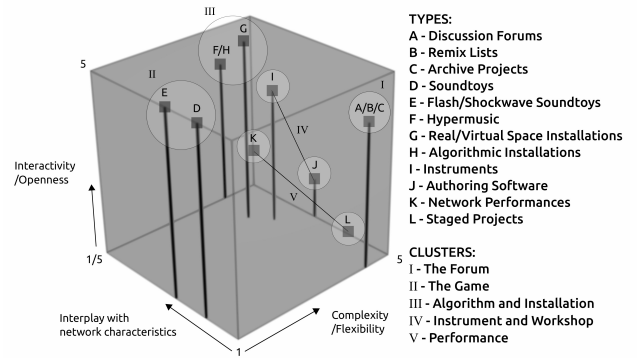 III
G
F/H
5
II
I
I
E
D
A/B/C
IV
K
J
V
L
Interactivity
/Openness
1/5
5
Interplay with
network characteristics
Complexity
/Flexibility
1
TYPES:
A - Discussion Forums
B - Remix Lists
C - Archive Projects
D - Soundtoys
E - Flash/Shockwave Soundtoys
F - Hypermusic
G - Real/Virtual Space Installations
H - Algorithmic Installations
I - Instruments
J - Authoring Software
K - Network Performances
L - Staged Projects
CLUSTERS:
I - The Forum
II - The Game
III - Algorithm and Installation
IV - Instrument and Workshop
V - Performance